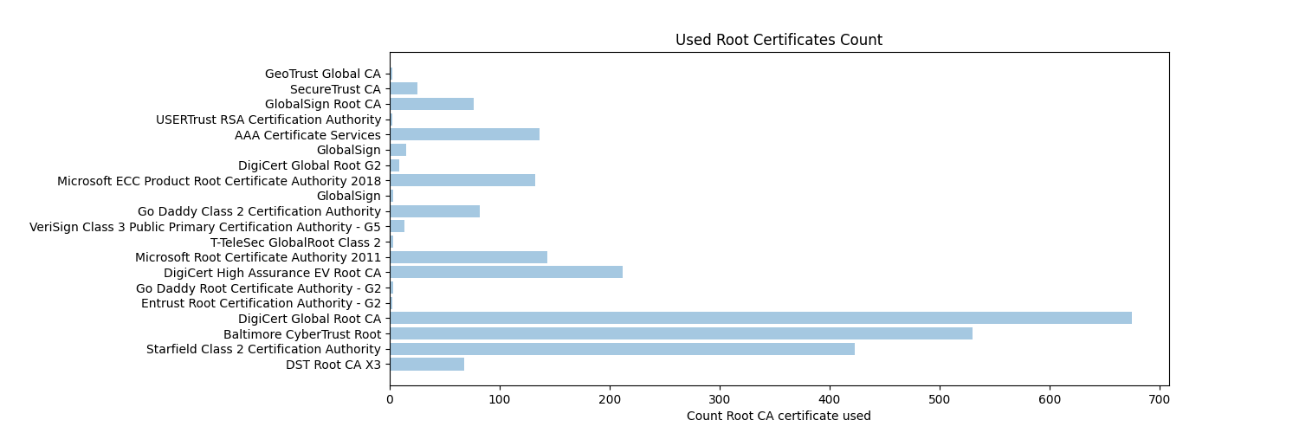 Used Root Certificates Count
GeoTrust Global CA
SecureTrust CA
GlobalSign Root CA
USERTrust RSA Certification Authority
AAA Certificate Services
GlobalSign
DigiCert Global Root G2
Microsoft ECC Product Root Certificate Authority 2018
GlobalSign
Go Daddy Class 2 Certification Authority
VeriSign Class 3 Public Primary Certification Authority - G5
T-TeleSec GlobalRoot Class 2
Microsoft Root Certificate Authority 2011
DigiCert High Assurance EV Root CA
Go Daddy Root Certificate Authority - G2
Entrust Root Certification Authority - G2
DigiCert Global Root CA
Baltimore CyberTrust Root
Starfield Class 2 Certification Authority
DST Root CA X3
0 100 200 300 400 500 600 700
Count Root CA certificate used